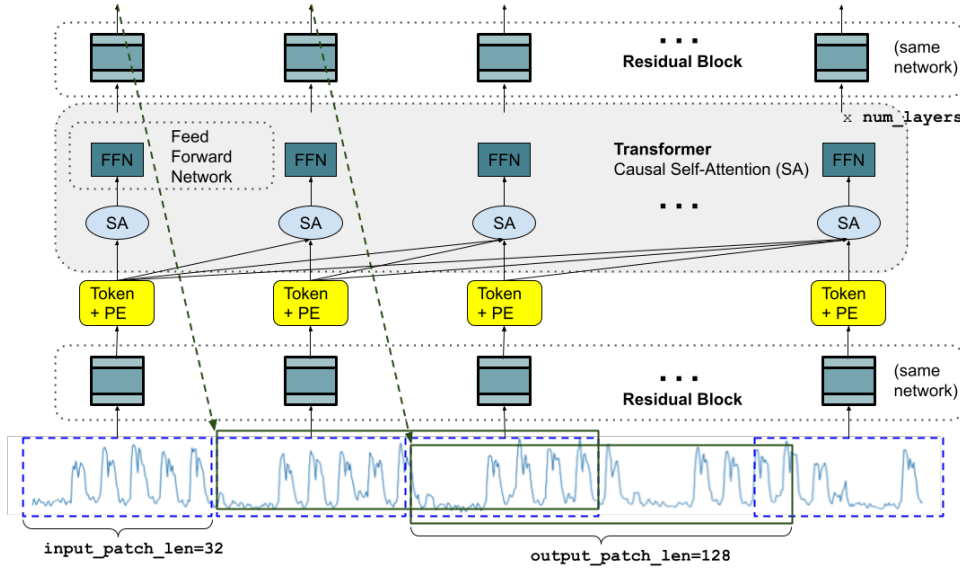 • • •
Residual Block
(same
network)
x num_layers
Feed
Forward
Network
Transformer
Causal Self-Attention (SA)
FFN
FFN
FFN
FFN
• • •
SA
SA
SA
SA
Token
+ PE
Token
+ PE
Token
+ PE
Token
+ PE
• • •
Residual Block
(same
network)
input_patch_len=32
output_patch_len=128